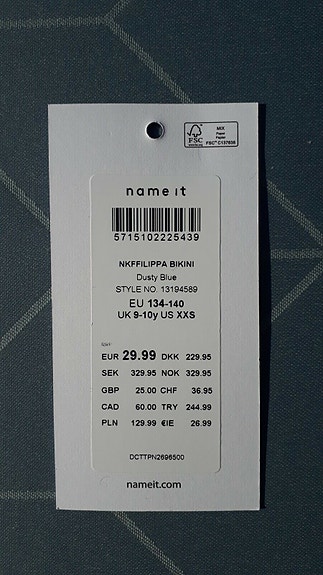 FSC
MIX
Paper
Papier
FSC™ C137638
name it
5715102225439
NKFFILIPPA BIKINI
Dusty Blue
STYLE NO. 13194589
EU 134-140
UK 9-10y US XXS
EUR 29.99 DKK 229.95
SEK 329.95 NOK 329.95
GBP 25.00 CHF 36.95
CAD 60.00 TRY 244.99
PLN 129.99 €IE 26.99
DCTTPN2696500
nameit.com